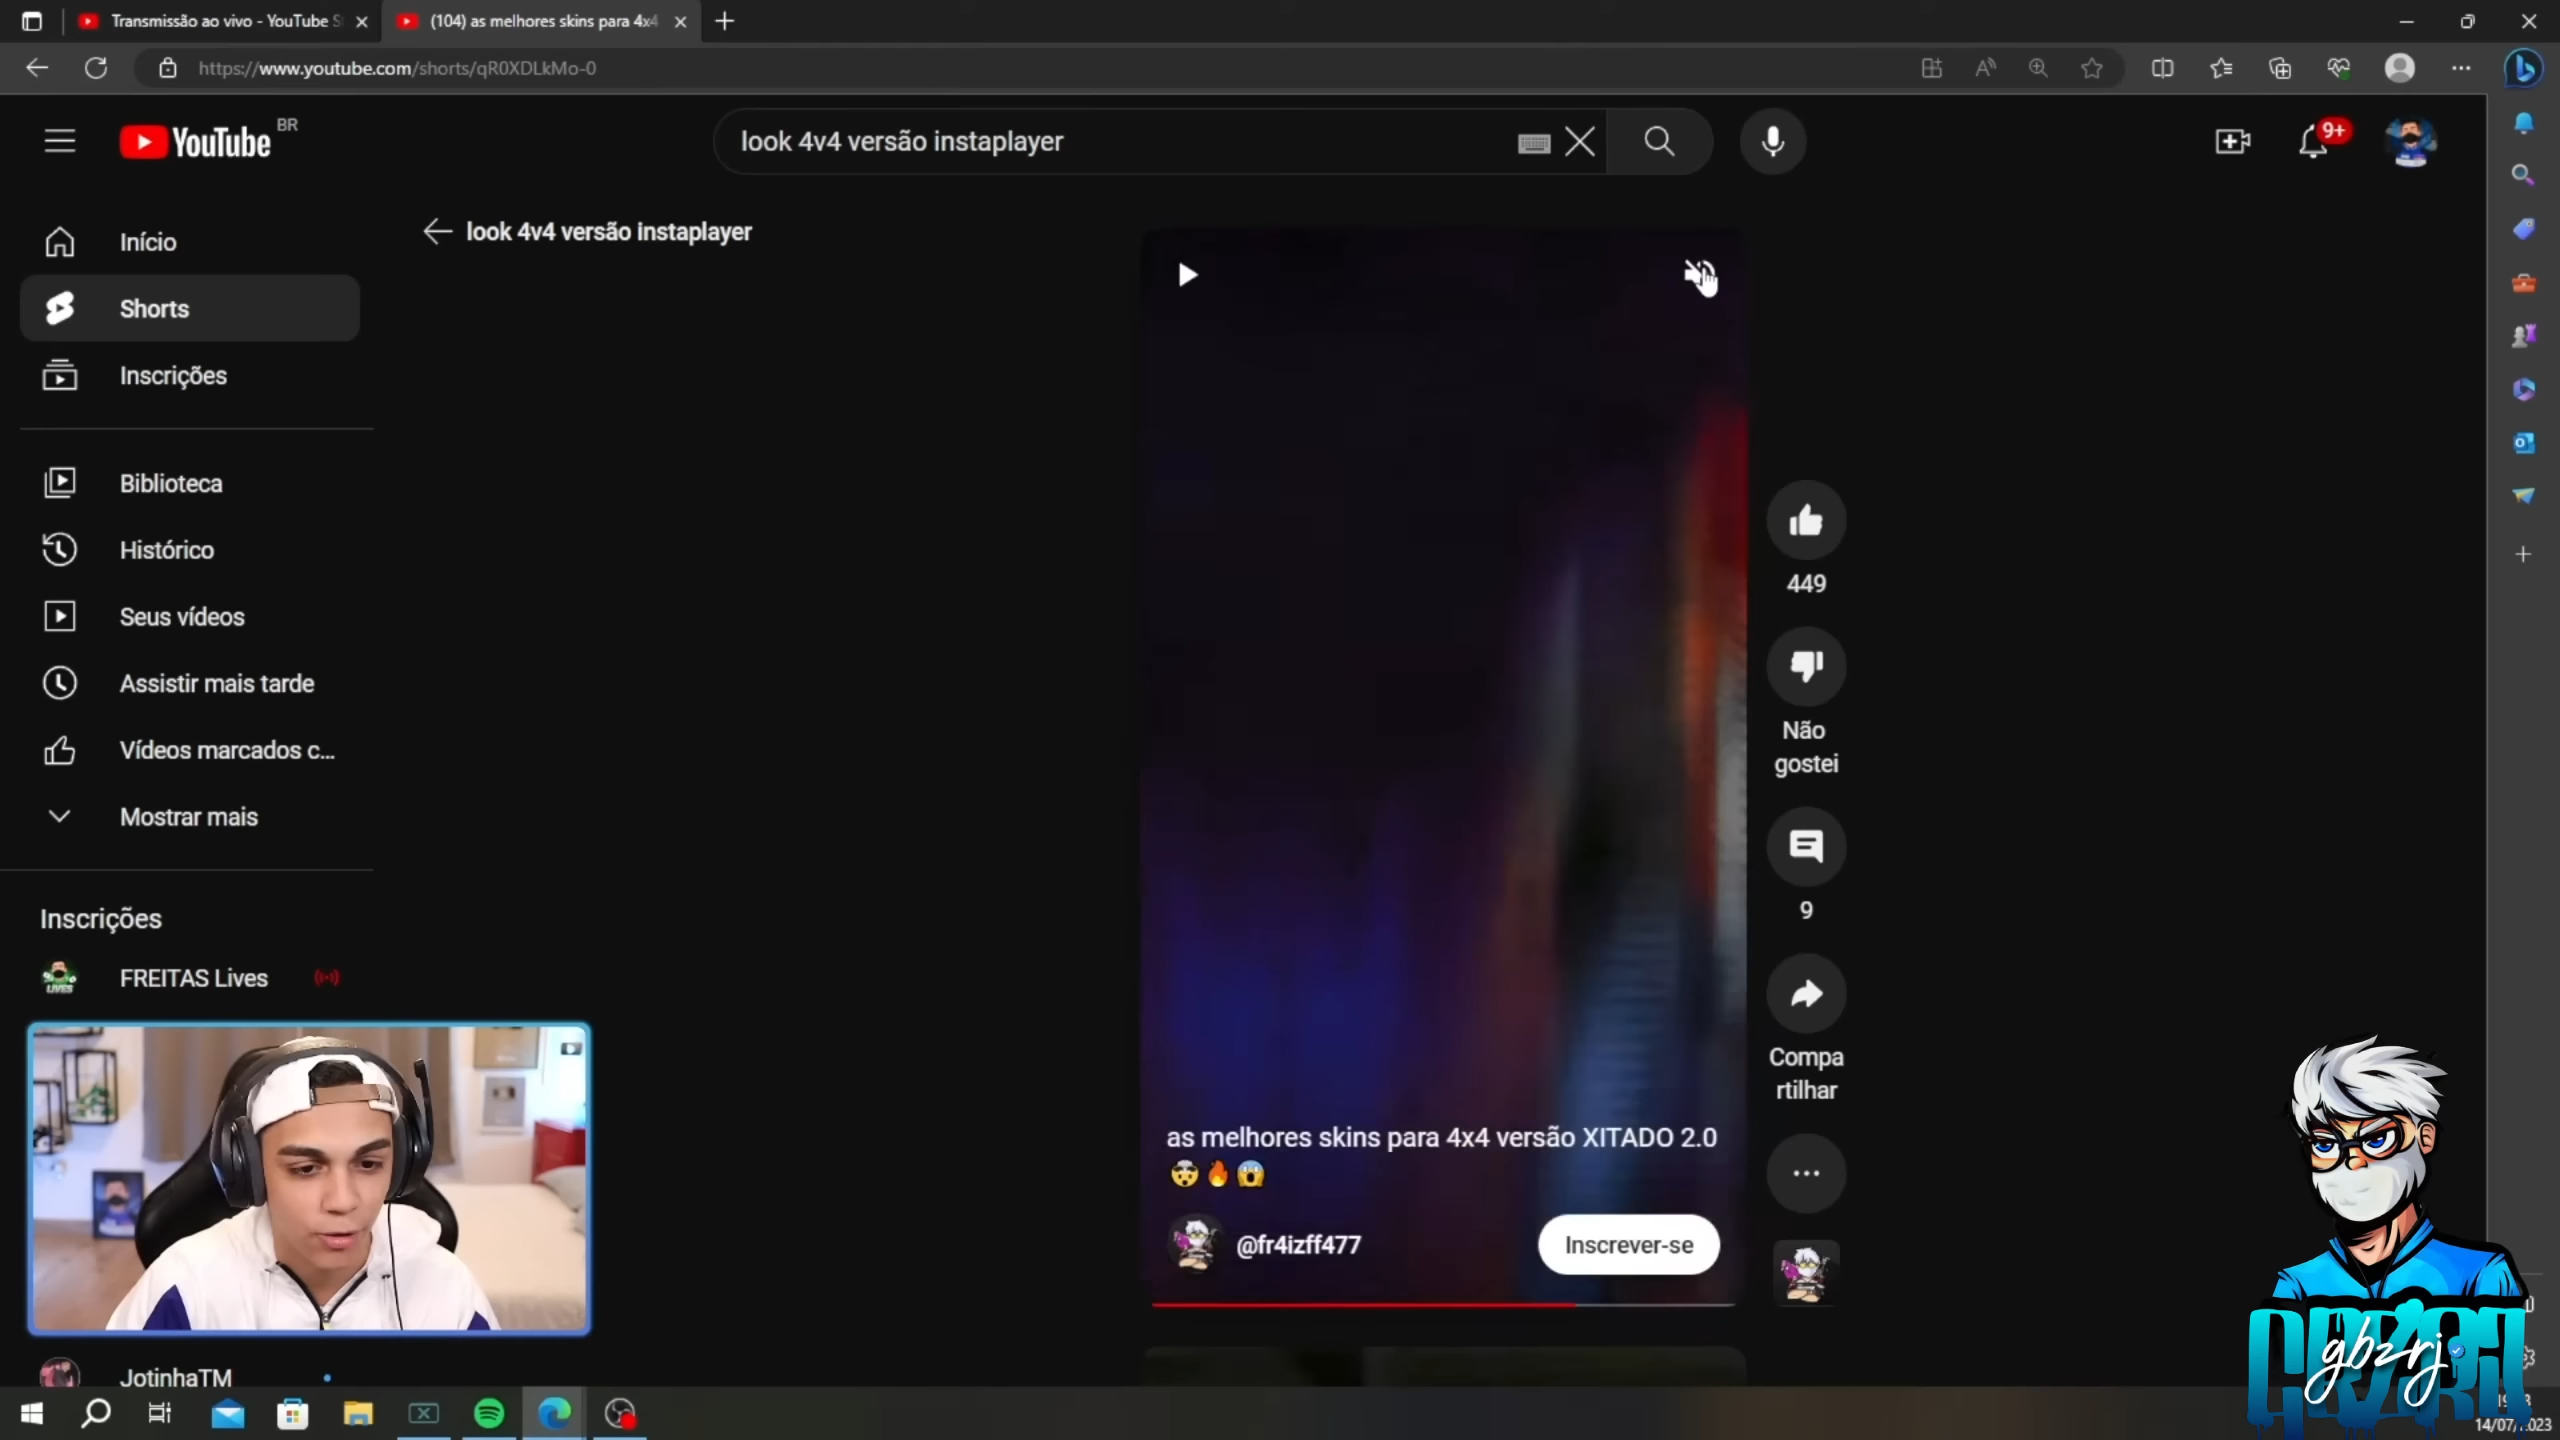 Transmissão ao vivo - YouTube S
(104) as melhores skins para 4x4
https://www.youtube.com/shorts/qR0XDLkMo-0
YouTube BR
look 4v4 versão instaplayer
9+
Início
Shorts
Inscrições
Biblioteca
Histórico
Seus vídeos
Assistir mais tarde
Vídeos marcados c...
Mostrar mais
Inscrições
FREITAS Lives
JotinhaTM
look 4v4 versão instaplayer
449
Não
gostei
9
Compa
rtilhar
as melhores skins para 4x4 versão XITADO 2.0
🤯🔥😱
@fr4izff477
Inscrever-se
gbzrj